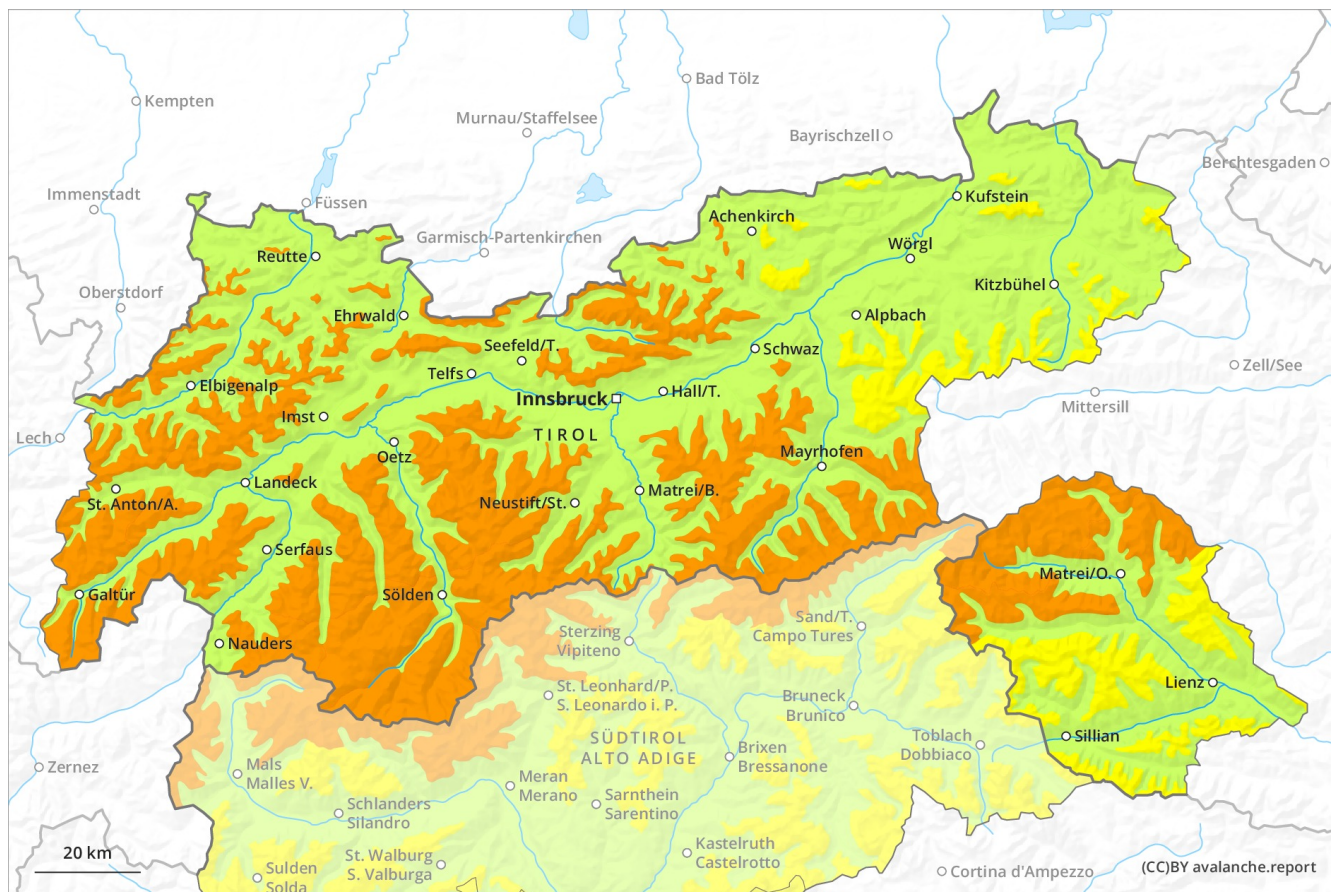 Bad Tölz
Kempten
Murnau/Staffelsee
Bayrischzell
Berchtesgaden
Immenstadt
Füssen
Kufstein
Achenkirch
Garmisch-Partenkirchen
Wörgl
Reutte
Oberstdorf
Kitzbühel
Ehrwald
Alpbach
Seefeld/T.
Schwaz
Zell/See
Telfs
Elbigenalp
Innsbruck
Hall/T.
Mittersill
Imst
Lech
TIROL
Oetz
Mayrhofen
Landeck
St. Anton/A.
Neustift/St.
Matrei/B.
Serfaus
Matrei/O.
Galtür
Sölden
Sand/T.
Campo Tures
Sterzing
Vipiteno
Nauders
Lienz
St. Leonhard/P.
S. Leonardo i. P.
Bruneck
Brunico
SÜDTIROL
ALTO ADIGE
Toblach
Dobbiaco
Sillian
Brixen
Bressanone
Zernez
Mals
Malles V.
Meran
Merano
Sarnthein
Sarentino
Schlanders
Silandro
20 km
St. Walburg
S. Valburga
Kastelruth
Castelrotto
Sulden
Solda
Cortina d'Ampezzo
(CC)BY avalanche.report